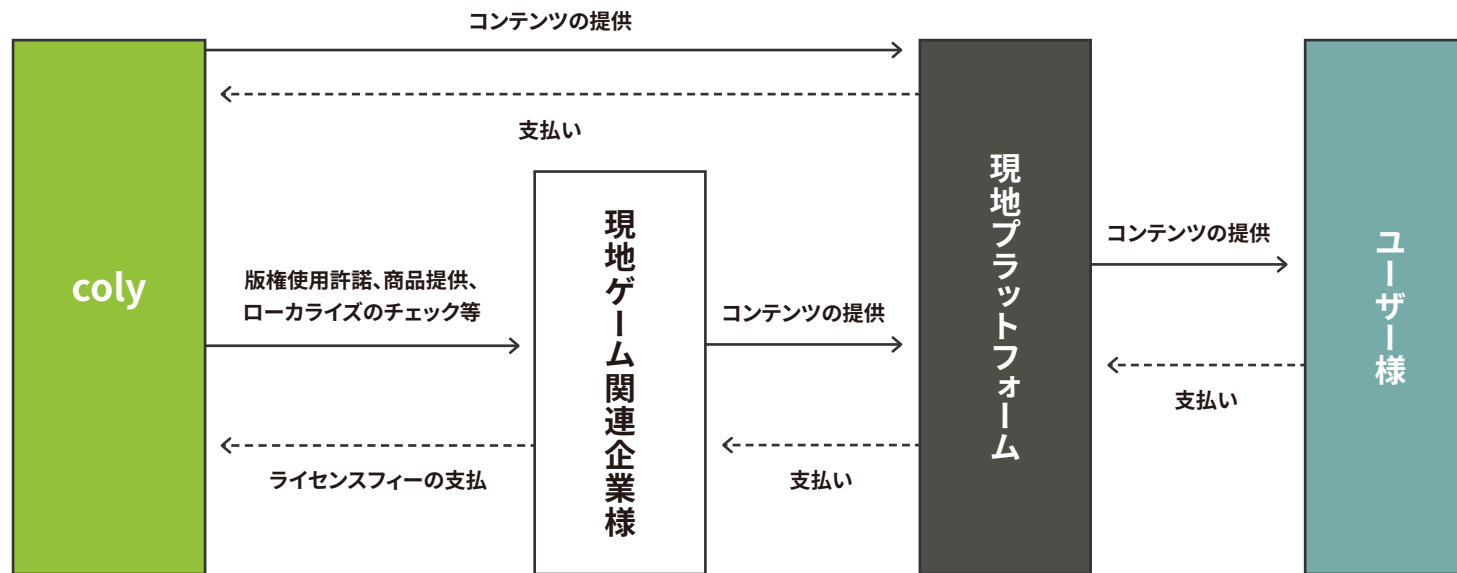 コンテンツの提供
支払い
coly
版権使用許諾、商品提供、
ローカライズのチェック等
ライセンスフィーの支払
現地ゲーム関連企業様
コンテンツの提供
支払い
現地プラットフォーム
コンテンツの提供
支払い
ユーザー様